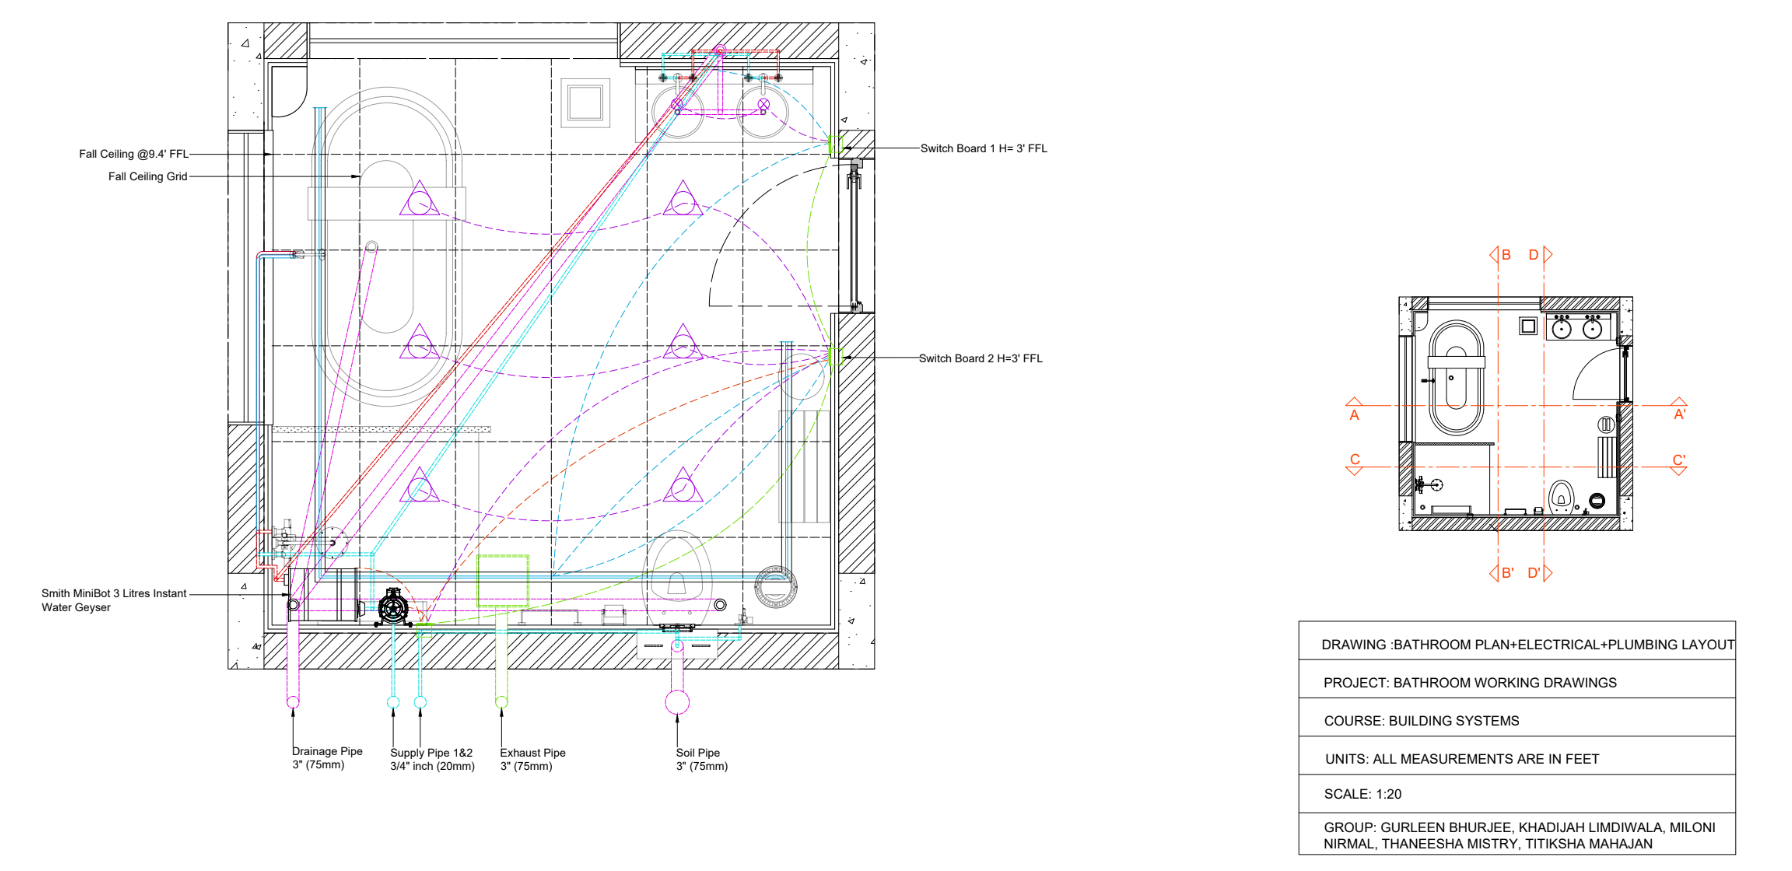 Fall Ceiling @9.4' FFL
Fall Ceiling Grid
Switch Board 1 H= 3' FFL
Switch Board 2 H=3' FFL
Smith MiniBot 3 Litres Instant
Water Geyser
Drainage Pipe
3" (75mm)
Supply Pipe 1&2
3/4" inch (20mm)
Exhaust Pipe
3" (75mm)
Soil Pipe
3" (75mm)
B D
A A'
C C'
B' D'
DRAWING :BATHROOM PLAN+ELECTRICAL+PLUMBING LAYOUT
PROJECT: BATHROOM WORKING DRAWINGS
COURSE: BUILDING SYSTEMS
UNITS: ALL MEASUREMENTS ARE IN FEET
SCALE: 1:20
GROUP: GURLEEN BHURJEE, KHADIJAH LIMDIWALA, MILONI
NIRMAL, THANEESHA MISTRY, TITIKSHA MAHAJAN